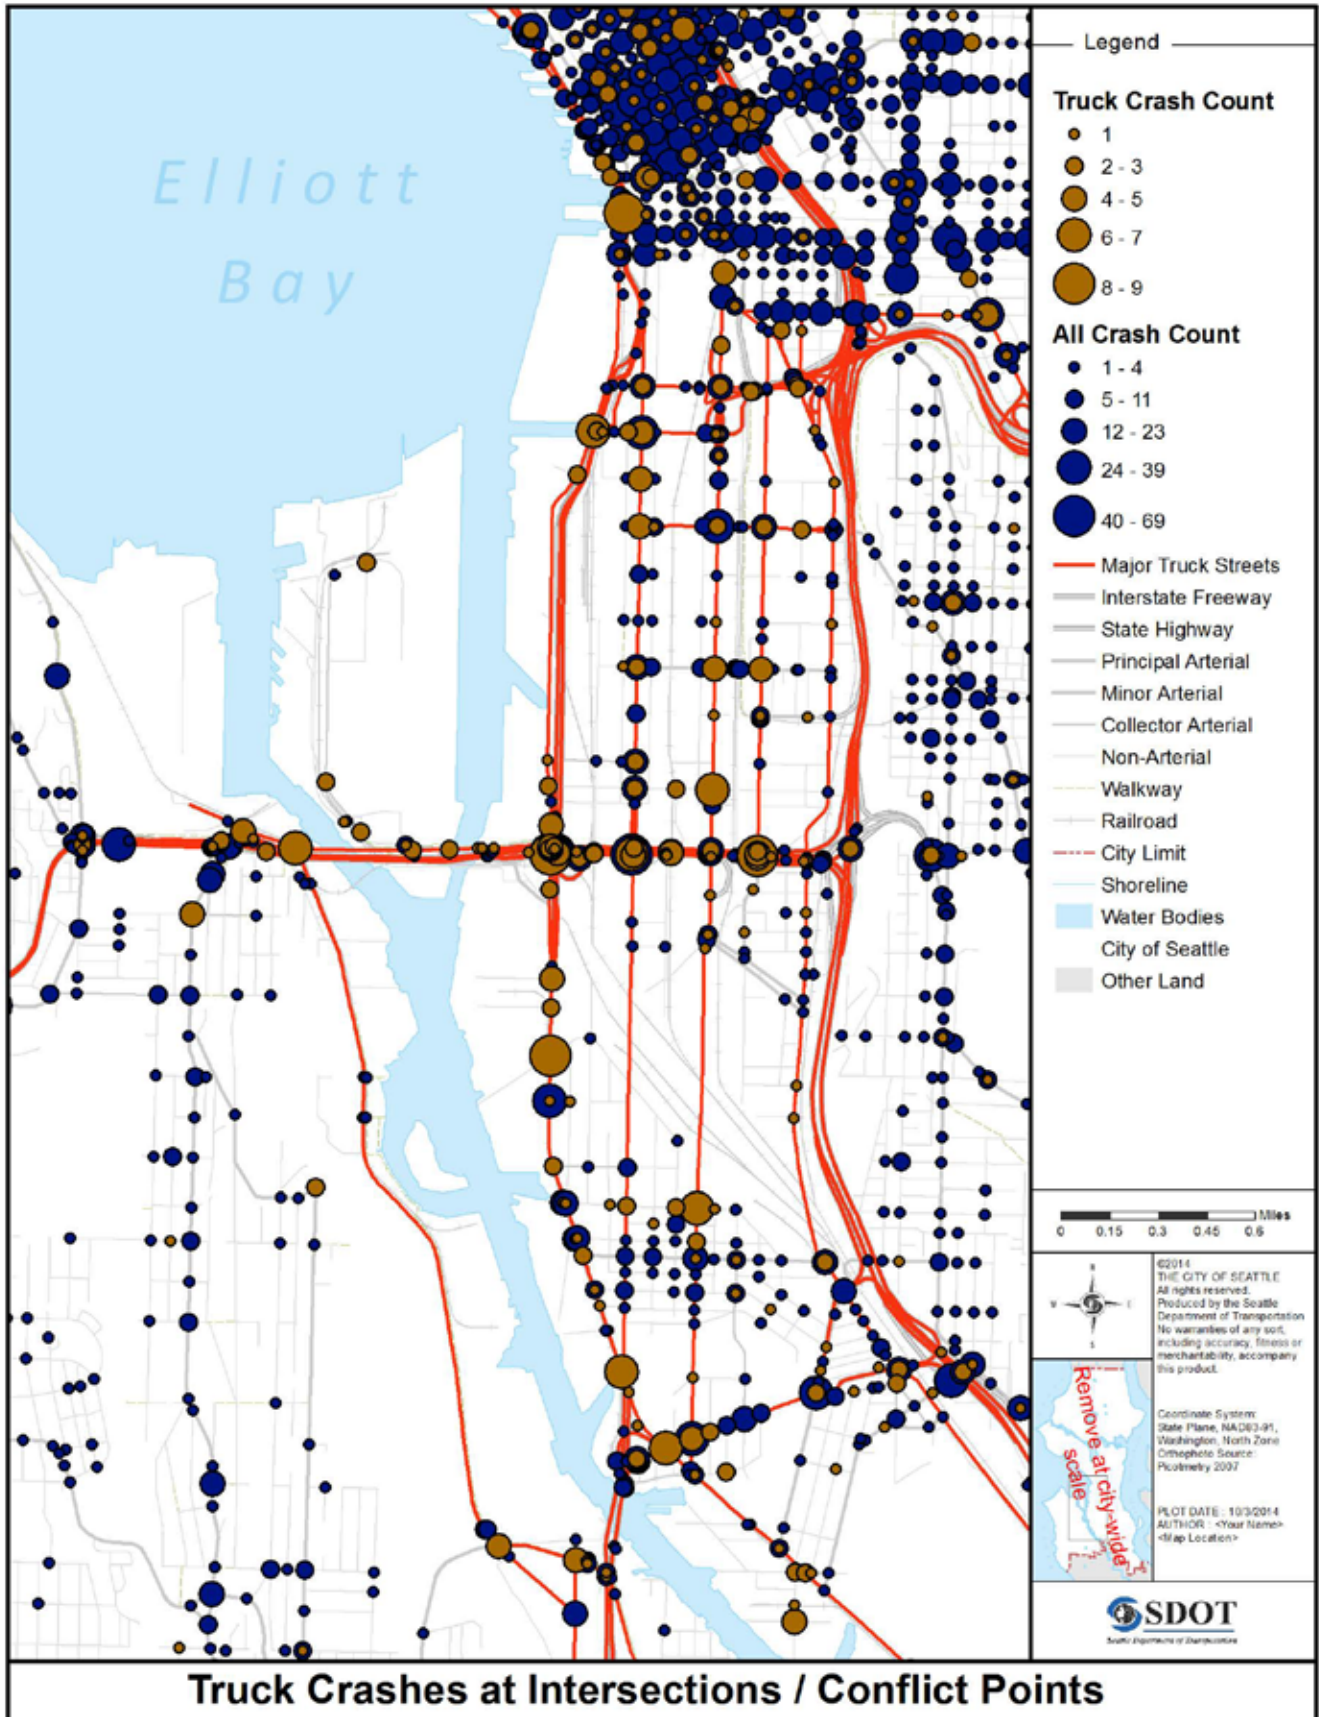 Elliott
Bay
Legend
Truck Crash Count
1
2 - 3
4 - 5
6 - 7
8 - 9
All Crash Count
1 - 4
5 - 11
12 - 23
24 - 39
40 - 69
Major Truck Streets
Interstate Freeway
State Highway
Principal Arterial
Minor Arterial
Collector Arterial
Non-Arterial
Walkway
Railroad
City Limit
Shoreline
Water Bodies
City of Seattle
Other Land
Miles
0 0.15 0.3 0.45 0.6
N
W E
S
©2014
THE CITY OF SEATTLE
All rights reserved.
Produced by the Seattle
Department of Transportation
No warranties of any sort,
including accuracy, fitness or
merchantability, accompany
this product.
Coordinate System:
State Plane, NAD83-91,
Washington, North Zone
Orthophoto Source:
Pictometry 2007
PLOT DATE : 10/3/2014
AUTHOR : <Your Name>
<Map Location>
Remove at city-wide
scale
SDOT
Seattle Department of Transportation
Truck Crashes at Intersections / Conflict Points